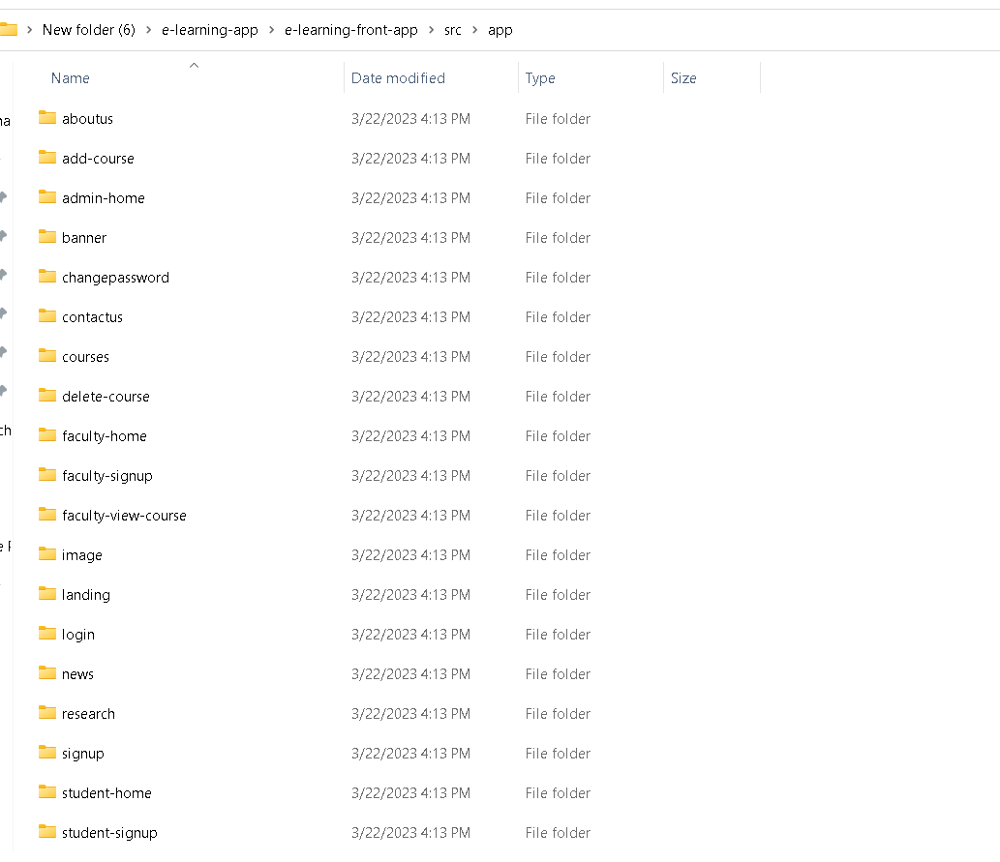 New folder (6) > e-learning-app > e-learning-front-app > src > app
Name Date modified Type Size
aboutus 3/22/2023 4:13 PM File folder
add-course 3/22/2023 4:13 PM File folder
admin-home 3/22/2023 4:13 PM File folder
banner 3/22/2023 4:13 PM File folder
changepassword 3/22/2023 4:13 PM File folder
contactus 3/22/2023 4:13 PM File folder
courses 3/22/2023 4:13 PM File folder
delete-course 3/22/2023 4:13 PM File folder
faculty-home 3/22/2023 4:13 PM File folder
faculty-signup 3/22/2023 4:13 PM File folder
faculty-view-course 3/22/2023 4:13 PM File folder
image 3/22/2023 4:13 PM File folder
landing 3/22/2023 4:13 PM File folder
login 3/22/2023 4:13 PM File folder
news 3/22/2023 4:13 PM File folder
research 3/22/2023 4:13 PM File folder
signup 3/22/2023 4:13 PM File folder
student-home 3/22/2023 4:13 PM File folder
student-signup 3/22/2023 4:13 PM File folder